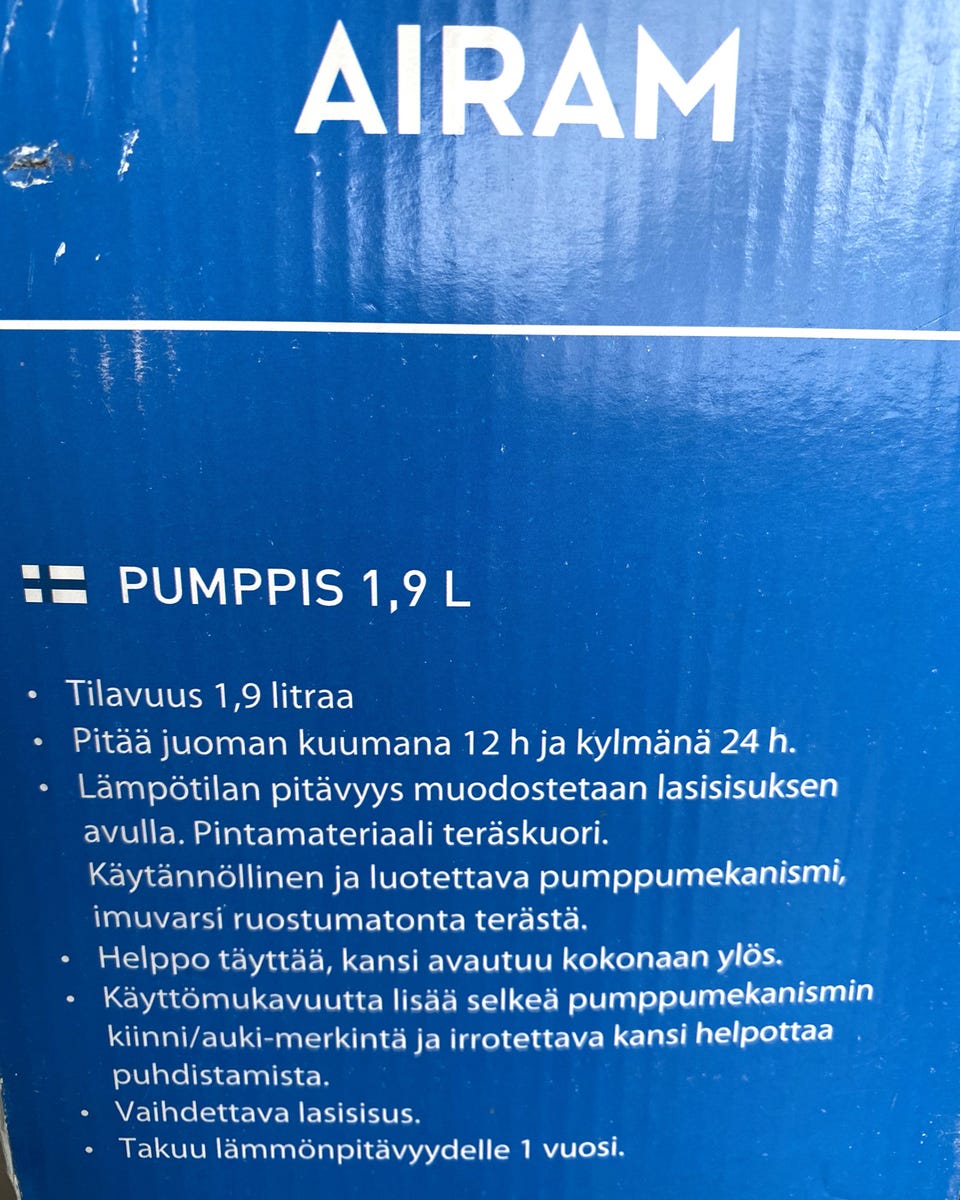 AIRAM
PUMPPIS 1,9 L
• Tilavuus 1,9 litraa
• Pitää juoman kuumana 12 h ja kylmänä 24 h.
• Lämpötilan pitävyys muodostetaan lasisisuksen
avulla. Pintamateriaali teräskuori.
Käytännöllinen ja luotettava pumppumekanismi,
imuvarsi ruostumatonta terästä.
• Helppo täyttää, kansi avautuu kokonaan ylös.
• Käyttömukavuutta lisää selkeä pumppumekanismin
kiinni/auki-merkintä ja irrotettava kansi helpottaa
puhdistamista.
• Vaihdettava lasisisus.
• Takuu lämmönpitävyydelle 1 vuosi.